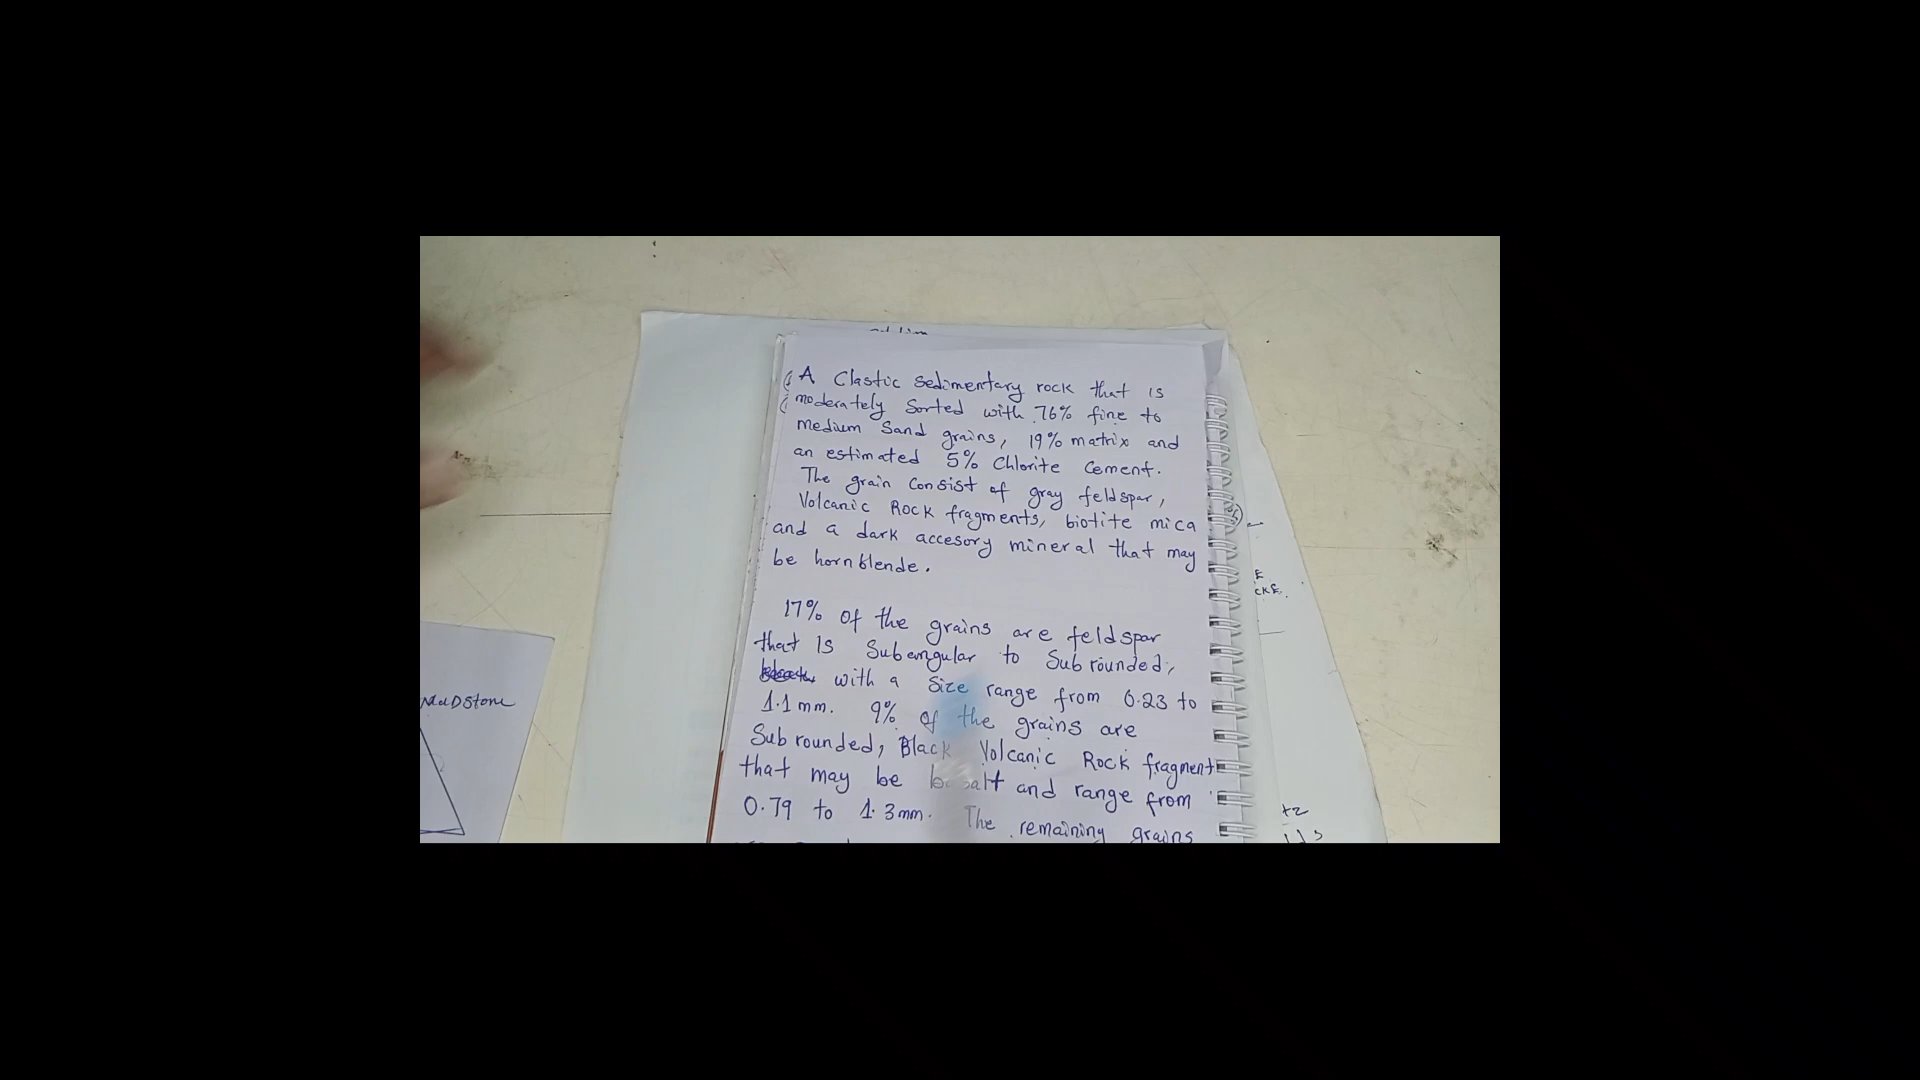 A Clastic Sedimentary rock that is
moderately Sorted with 76% fine to
medium Sand grains, 19% matrix and
an estimated 5% Chlorite Cement.
The grain Consist of gray feldspar,
Volcanic Rock fragments, biotite mica
and a dark accesory mineral that may
be hornblende.
17% of the grains are feldspar
that is Subangular to Subrounded,
with a Size range from 0.23 to
1.1mm. 9% of the grains are
Subrounded, Black Volcanic Rock fragment
that may be basalt and range from
0.79 to 1.3mm. The remaining grains
MuDStone